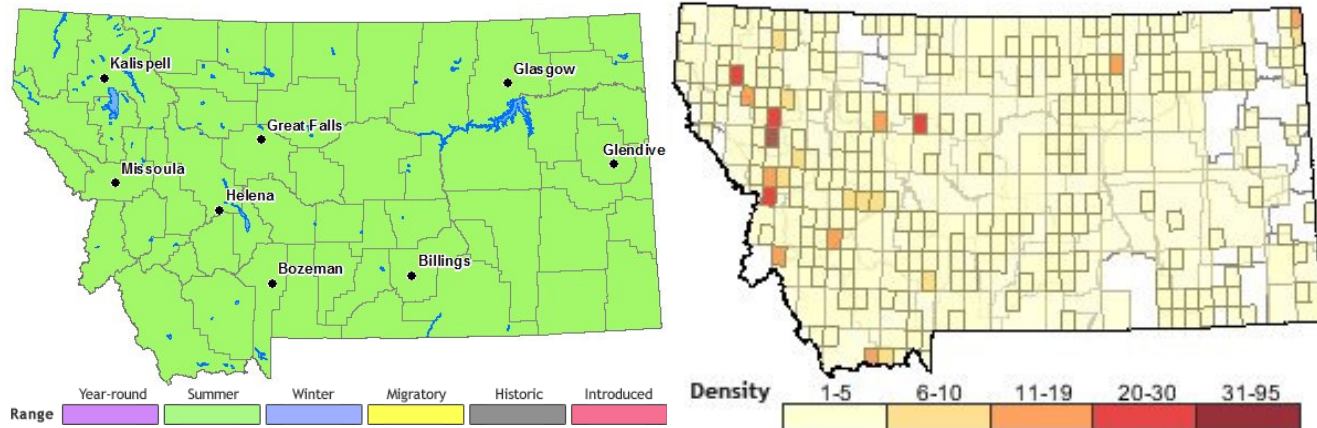 Kalispell
Glasgow
Great Falls
Glendive
Missoula
Helena
Bozeman
Billings
Year-round Summer Winter Migratory Historic Introduced
Range
Density 1-5 6-10 11-19 20-30 31-95